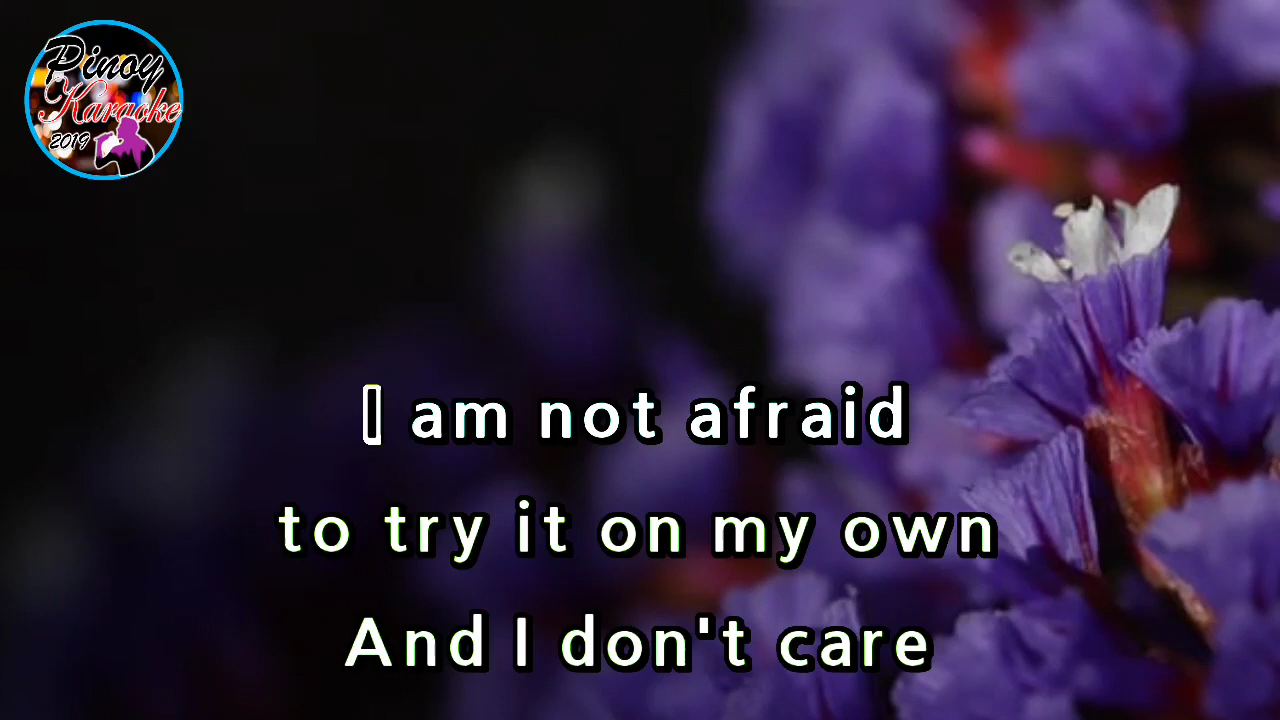 Pinoy
Karaoke
2019
I am not afraid
to try it on my own
And I don't care